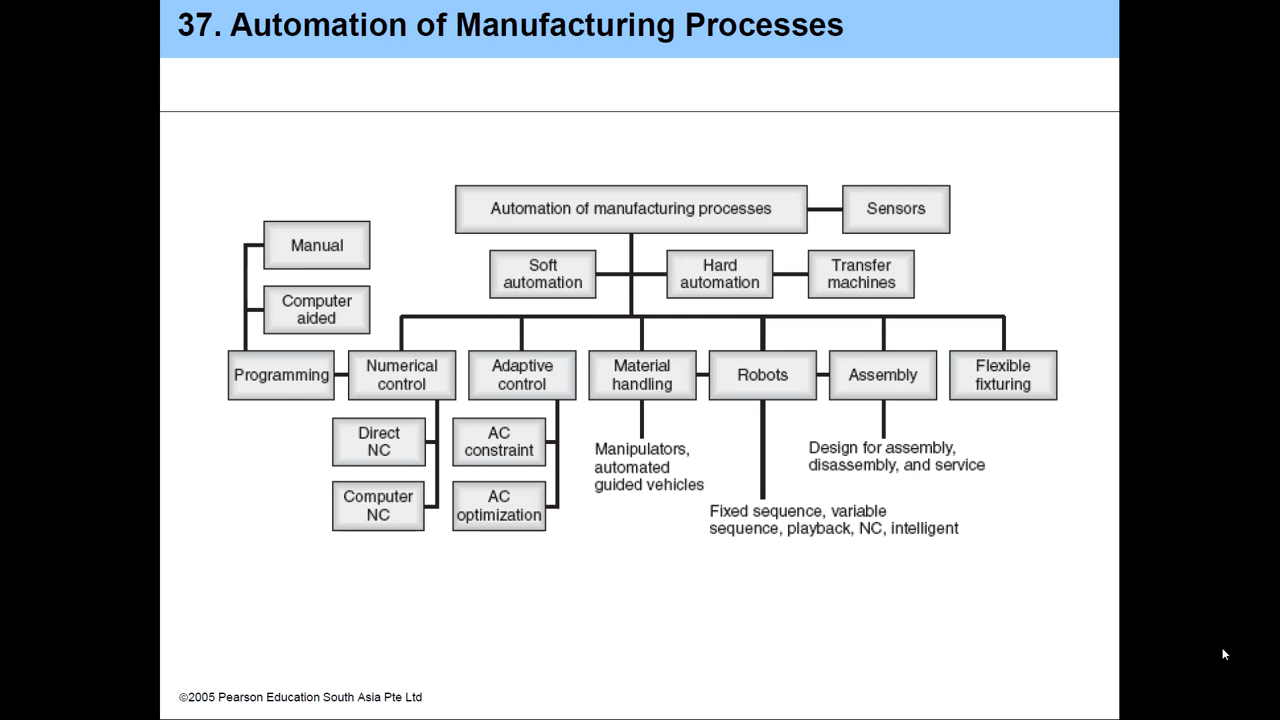 37. Automation of Manufacturing Processes
Automation of manufacturing processes
Sensors
Manual
Soft
automation
Hard
automation
Transfer
machines
Computer
aided
Programming
Numerical
control
Adaptive
control
Material
handling
Robots
Assembly
Flexible
fixturing
Direct
NC
AC
constraint
Manipulators,
automated
guided vehicles
Design for assembly,
disassembly, and service
Computer
NC
AC
optimization
Fixed sequence, variable
sequence, playback, NC, intelligent
©2005 Pearson Education South Asia Pte Ltd